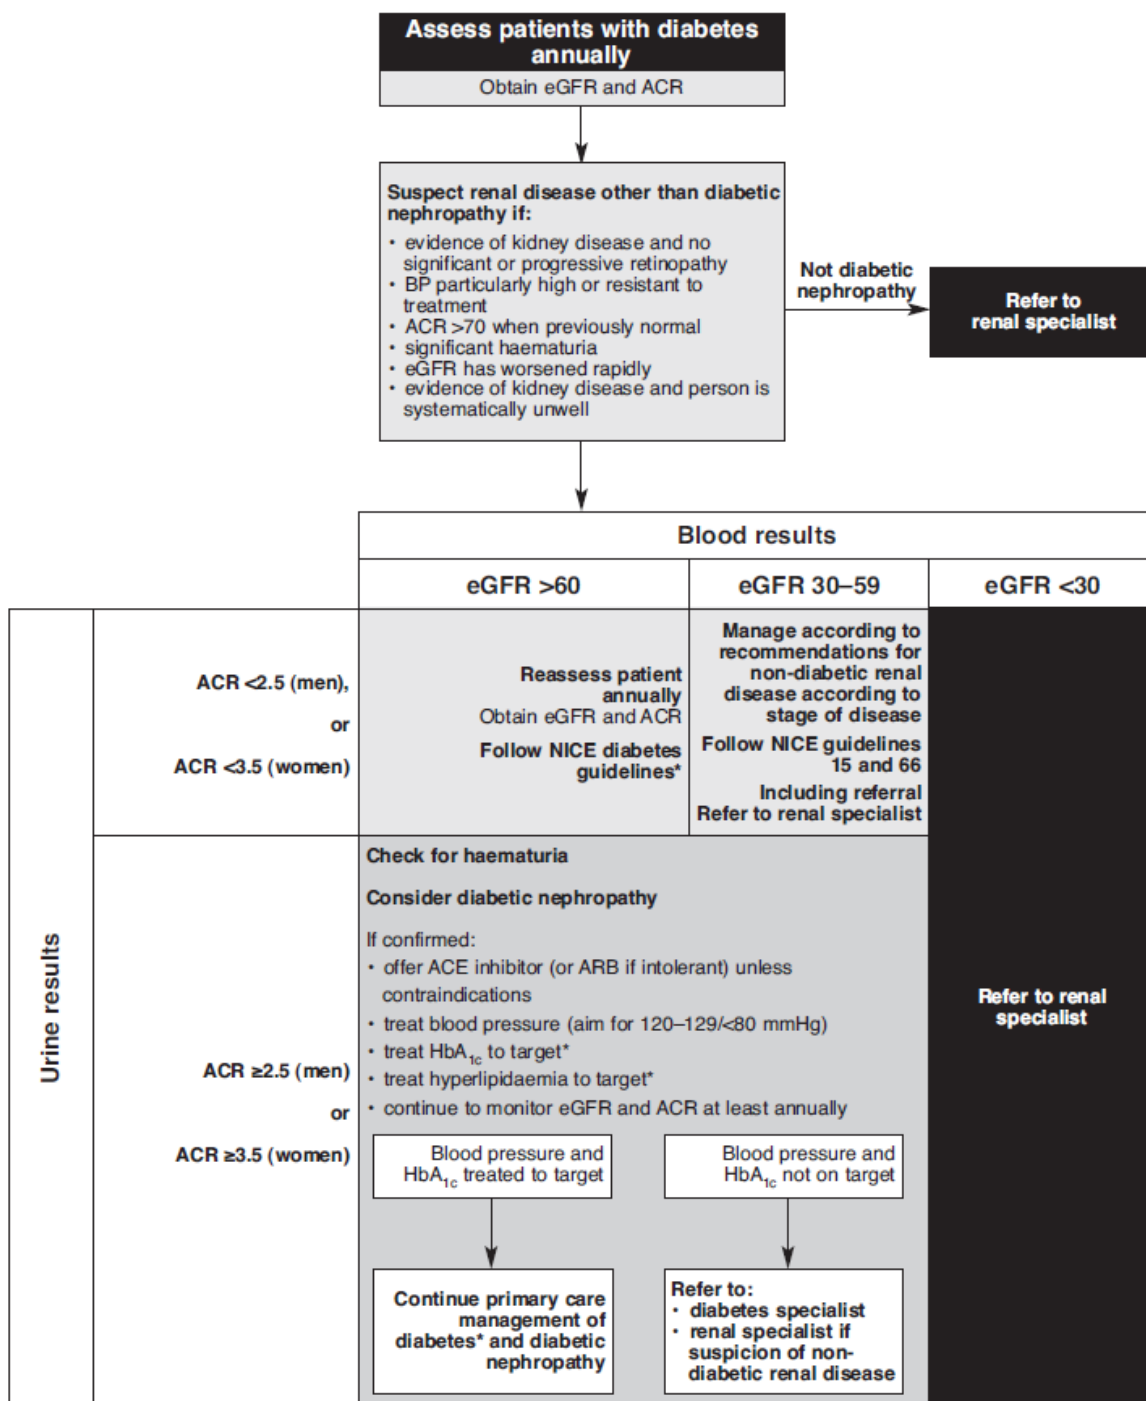 Assess patients with diabetes
annually
Obtain eGFR and ACR
Suspect renal disease other than diabetic
nephropathy if:
• evidence of kidney disease and no
significant or progressive retinopathy
• BP particularly high or resistant to
treatment
• ACR >70 when previously normal
• significant haematuria
• eGFR has worsened rapidly
• evidence of kidney disease and person is
systematically unwell
Not diabetic
nephropathy
Refer to
renal specialist
Blood results
eGFR >60
eGFR 30–59
eGFR <30
Urine results
ACR <2.5 (men),
or
ACR <3.5 (women)
Reassess patient
annually
Obtain eGFR and ACR
Follow NICE diabetes
guidelines*
Manage according to
recommendations for
non-diabetic renal
disease according to
stage of disease
Follow NICE guidelines
15 and 66
Including referral
Refer to renal specialist
ACR ≥2.5 (men)
or
ACR ≥3.5 (women)
Check for haematuria
Consider diabetic nephropathy
If confirmed:
• offer ACE inhibitor (or ARB if intolerant) unless
contraindications
• treat blood pressure (aim for 120–129/<80 mmHg)
• treat HbA1c to target*
• treat hyperlipidaemia to target*
• continue to monitor eGFR and ACR at least annually
Blood pressure and
HbA1c treated to target
Blood pressure and
HbA1c not on target
Continue primary care
management of
diabetes* and diabetic
nephropathy
Refer to:
• diabetes specialist
• renal specialist if
suspicion of non-
diabetic renal disease
Refer to renal
specialist